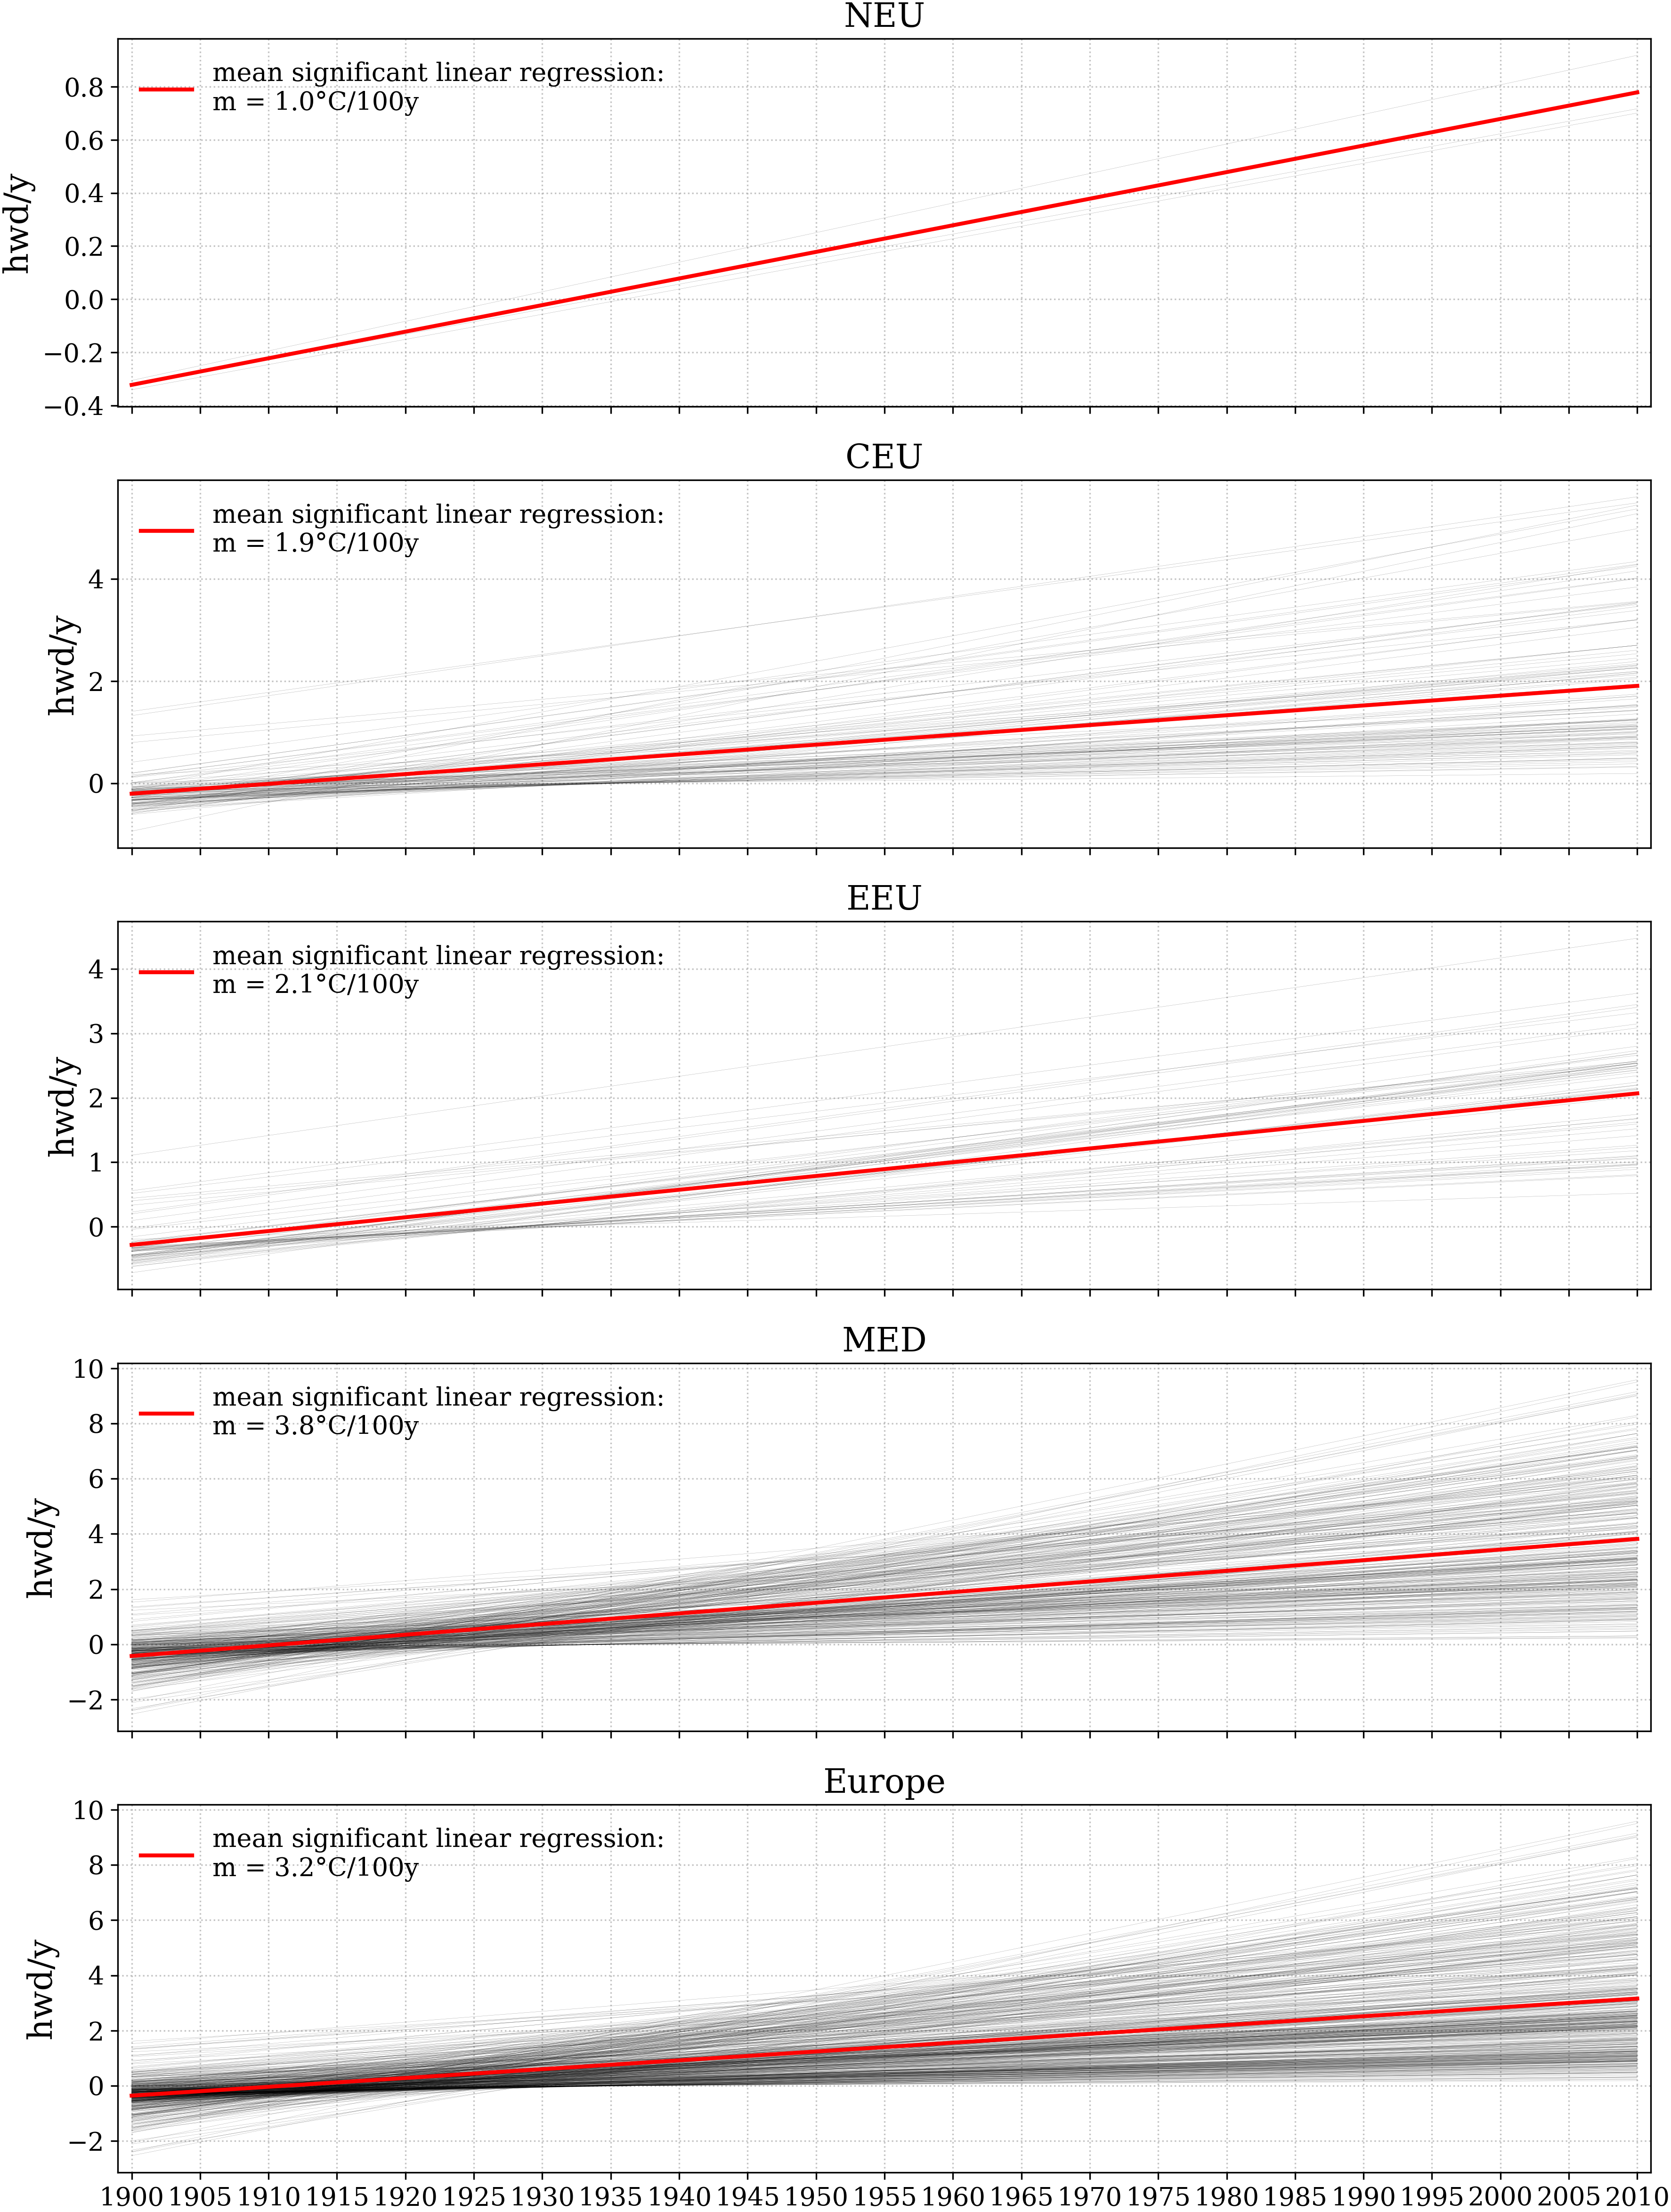 NEU
mean significant linear regression:
m = 1.0°C/100y
hwd/y
0.8
0.6
0.4
0.2
0.0
−0.2
−0.4
CEU
mean significant linear regression:
m = 1.9°C/100y
hwd/y
4
2
0
EEU
mean significant linear regression:
m = 2.1°C/100y
hwd/y
4
3
2
1
0
MED
mean significant linear regression:
m = 3.8°C/100y
hwd/y
10
8
6
4
2
0
−2
Europe
mean significant linear regression:
m = 3.2°C/100y
hwd/y
10
8
6
4
2
0
−2
1900 1905 1910 1915 1920 1925 1930 1935 1940 1945 1950 1955 1960 1965 1970 1975 1980 1985 1990 1995 2000 2005 2010